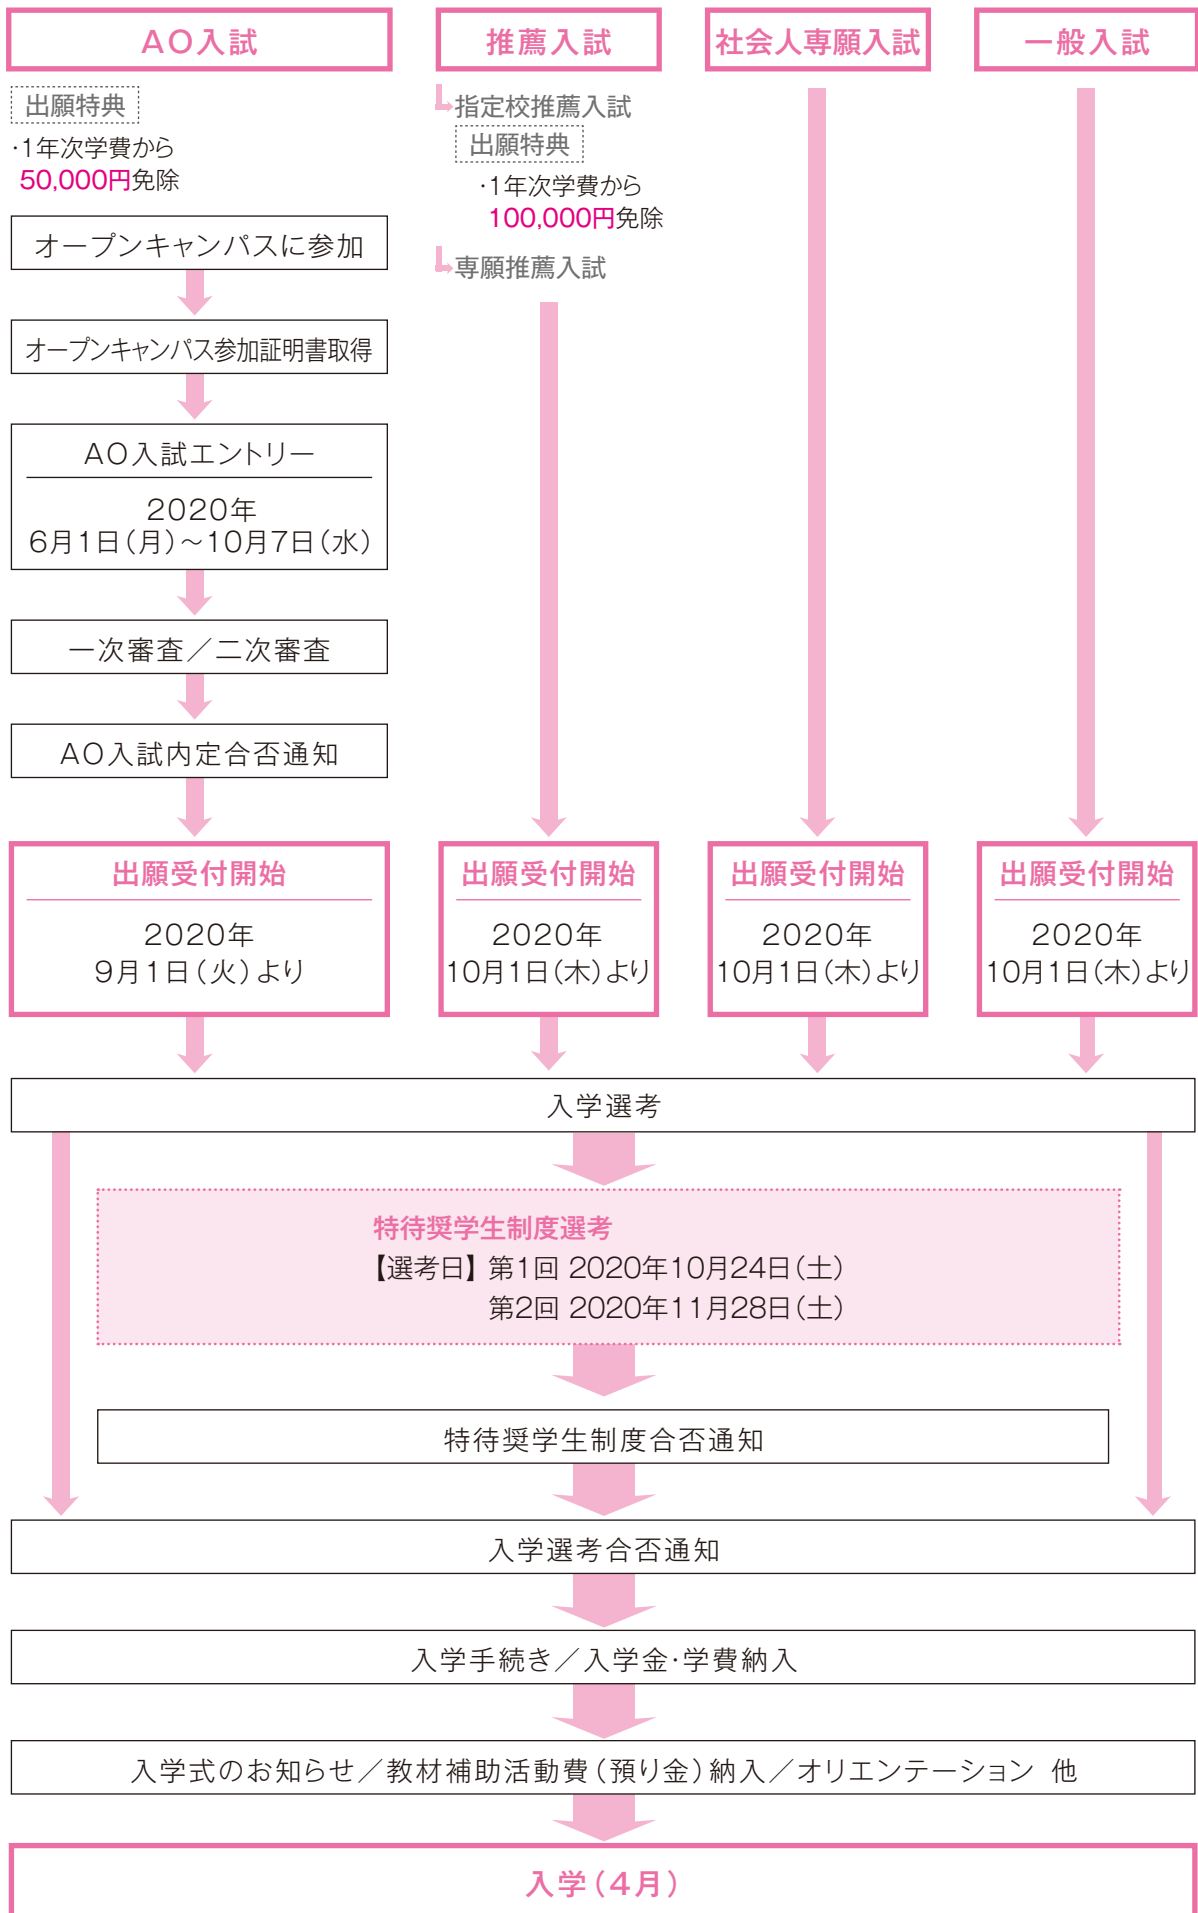 AO入試
出願特典
・1年次学費から
50,000円免除
オープンキャンパスに参加
オープンキャンパス参加証明書取得
AO入試エントリー
2020年
6月1日(月)~10月7日(水)
一次審査/二次審査
AO入試内定合否通知
出願受付開始
2020年
9月1日(火)より
推薦入試
指定校推薦入試
出願特典
・1年次学費から
100,000円免除
専願推薦入試
出願受付開始
2020年
10月1日(木)より
社会人専願入試
出願受付開始
2020年
10月1日(木)より
一般入試
出願受付開始
2020年
10月1日(木)より
入学選考
特待奨学生制度選考
【選考日】第1回 2020年10月24日(土)
第2回 2020年11月28日(土)
特待奨学生制度合否通知
入学選考合否通知
入学手続き/入学金・学費納入
入学式のお知らせ/教材補助活動費(預り金)納入/オリエンテーション 他
入学(4月)